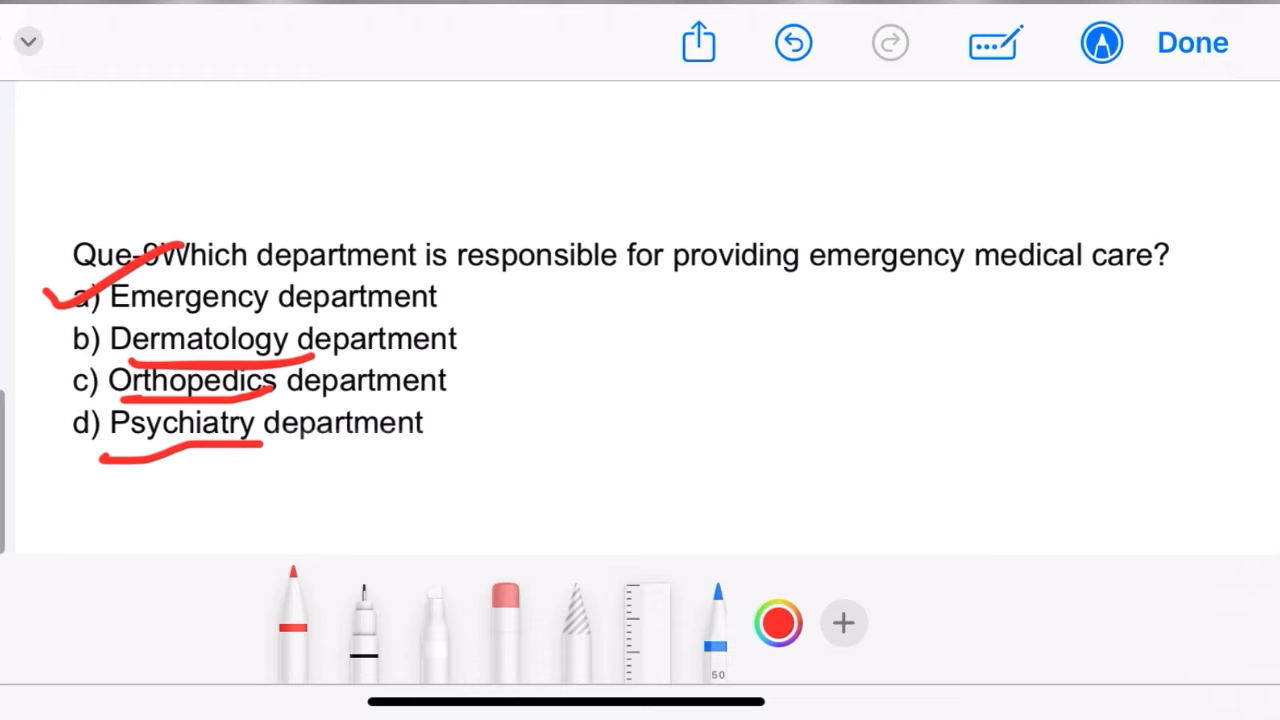 Done
Que-9Which department is responsible for providing emergency medical care?
a) Emergency department
b) Dermatology department
c) Orthopedics department
d) Psychiatry department
50